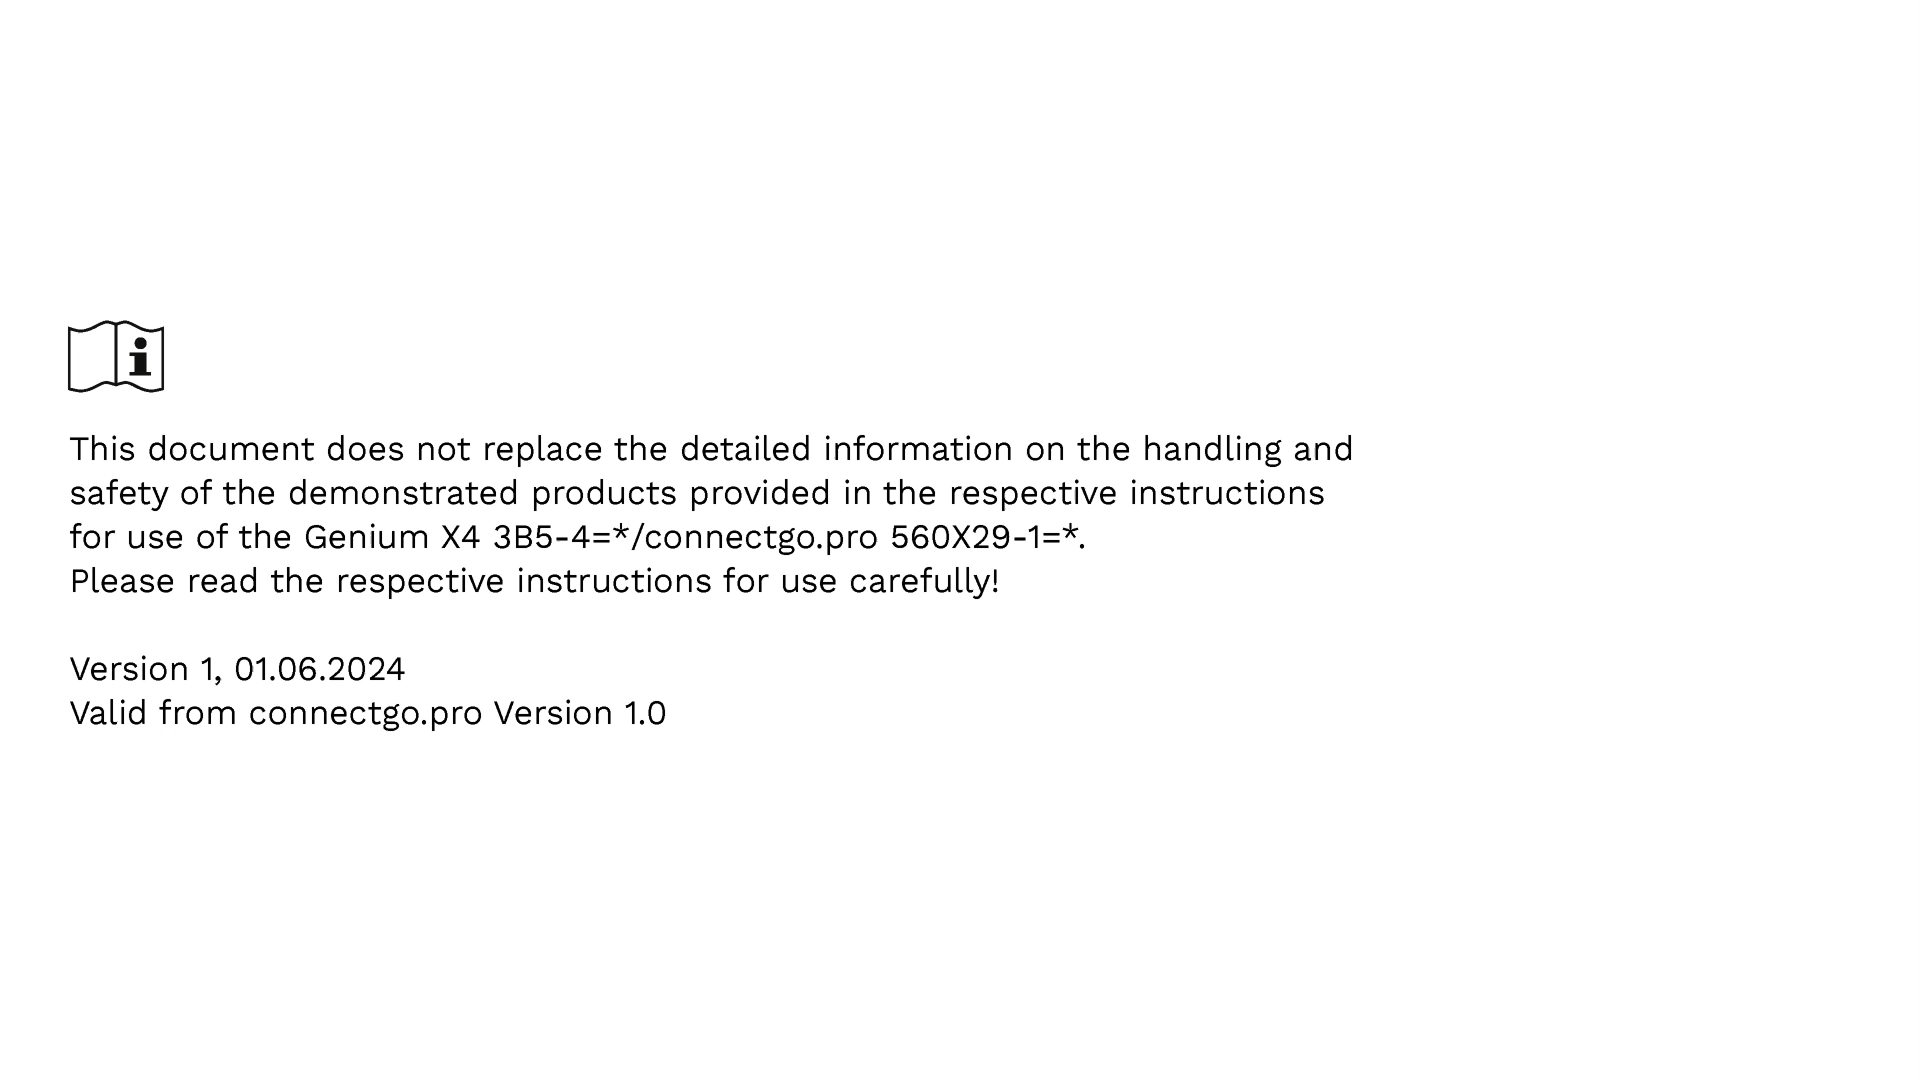 This document does not replace the detailed information on the handling and
safety of the demonstrated products provided in the respective instructions
for use of the Genium X4 3B5-4=*/connectgo.pro 560X29-1=*.
Please read the respective instructions for use carefully!
Version 1, 01.06.2024
Valid from connectgo.pro Version 1.0